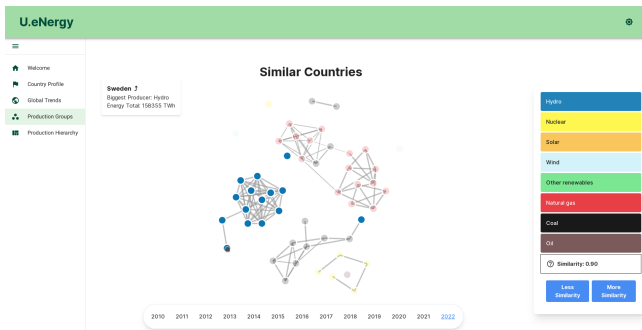 U.eNergy
Welcome
Country Profile
Global Trends
Production Groups
Production Hierarchy
Similar Countries
Sweden
Biggest Producer: Hydro
Energy Total: 158355 TWh
Hydro
Nuclear
Solar
Wind
Other renewables
Natural gas
Coal
Oil
Similarity: 0.90
Less Similarity
More Similarity
2010 2011 2012 2013 2014 2015 2016 2017 2018 2019 2020 2021 2022